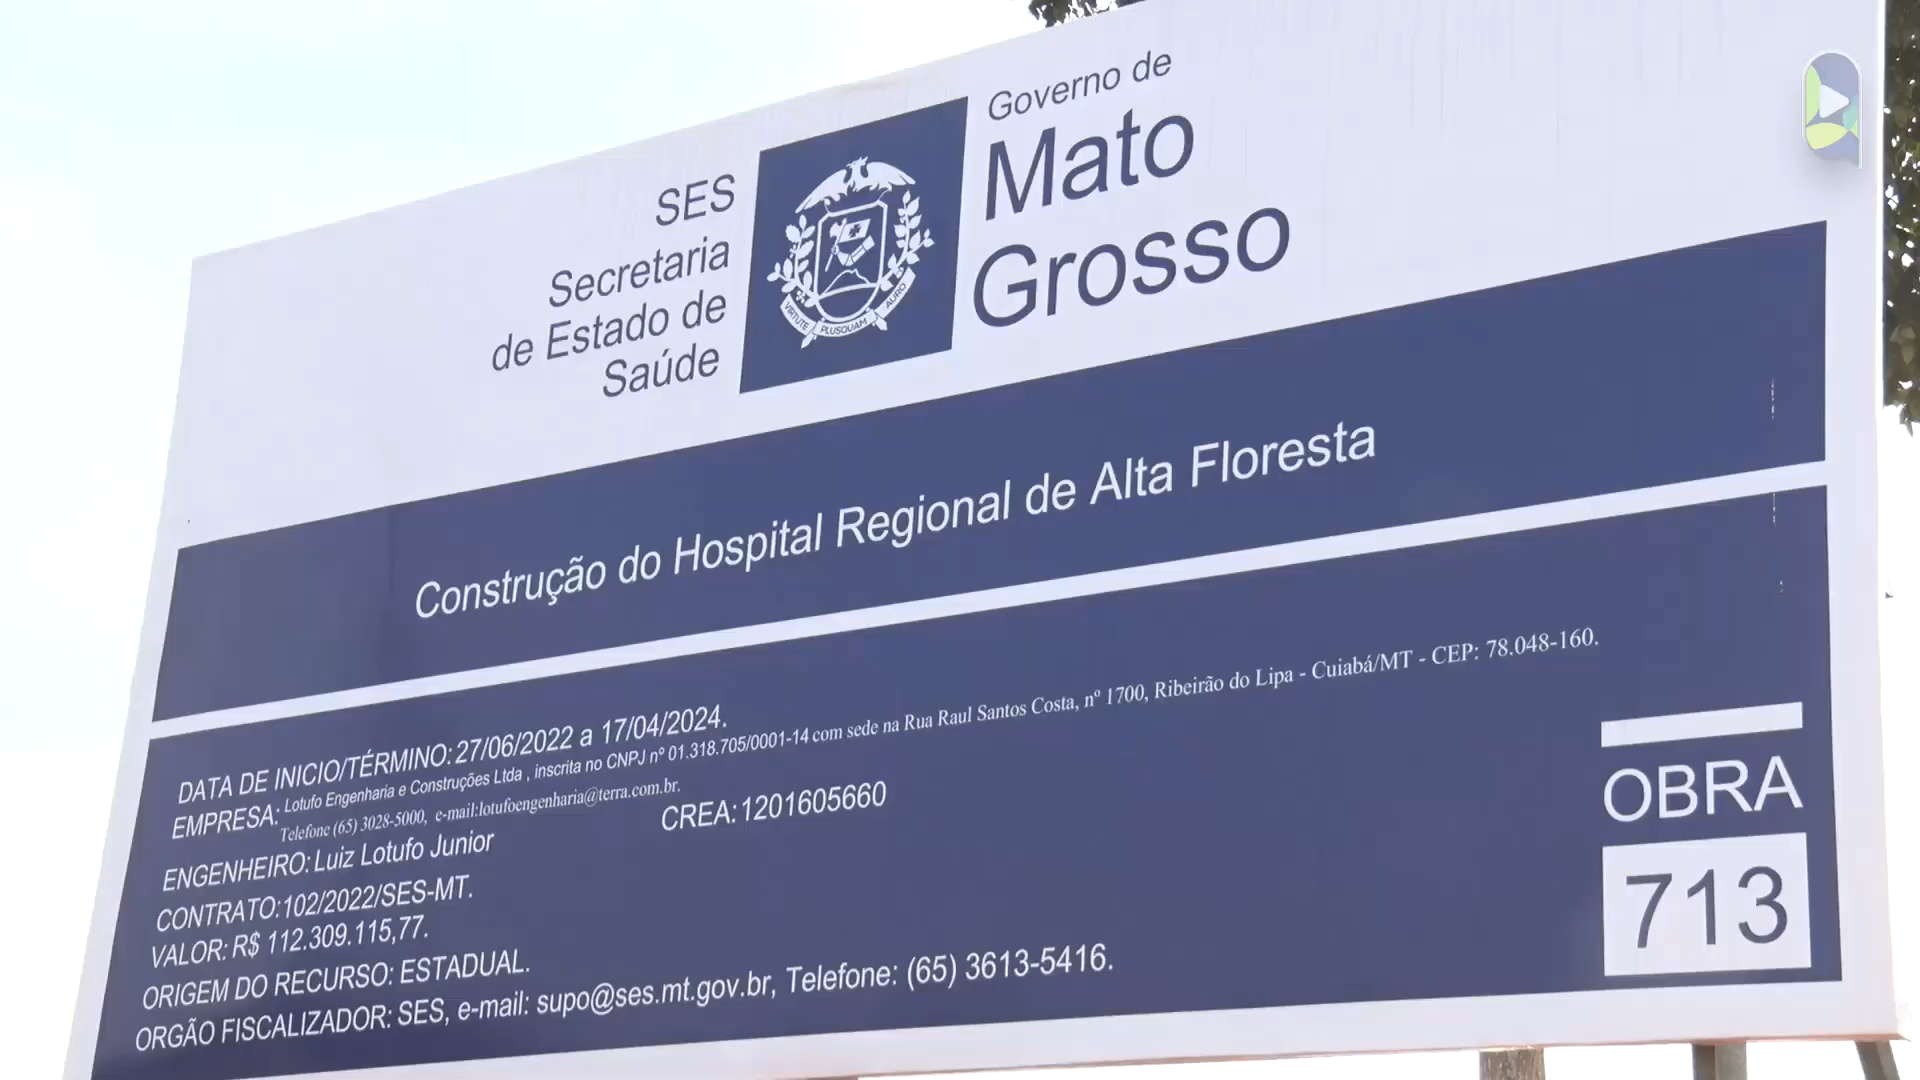 SES
Secretaria
de Estado de
Saúde
VIRTUTE PLUSQUAM AURO
Governo de
Mato
Grosso
Construção do Hospital Regional de Alta Floresta
DATA DE INICIO/TÉRMINO: 27/06/2022 a 17/04/2024.
EMPRESA: Lotufo Engenharia e Construções Ltda , inscrita no CNPJ nº 01.318.705/0001-14 com sede na Rua Raul Santos Costa, nº 1700, Ribeirão do Lipa - Cuiabá/MT - CEP: 78.048-160.
Telefone (65) 3028-5000, e-mail:lotufoengenharia@terra.com.br.
ENGENHEIRO: Luiz Lotufo Junior CREA: 1201605660
CONTRATO: 102/2022/SES-MT.
VALOR: R$ 112.309.115,77.
ORIGEM DO RECURSO: ESTADUAL.
ORGÃO FISCALIZADOR: SES, e-mail: supo@ses.mt.gov.br, Telefone: (65) 3613-5416.
OBRA
713